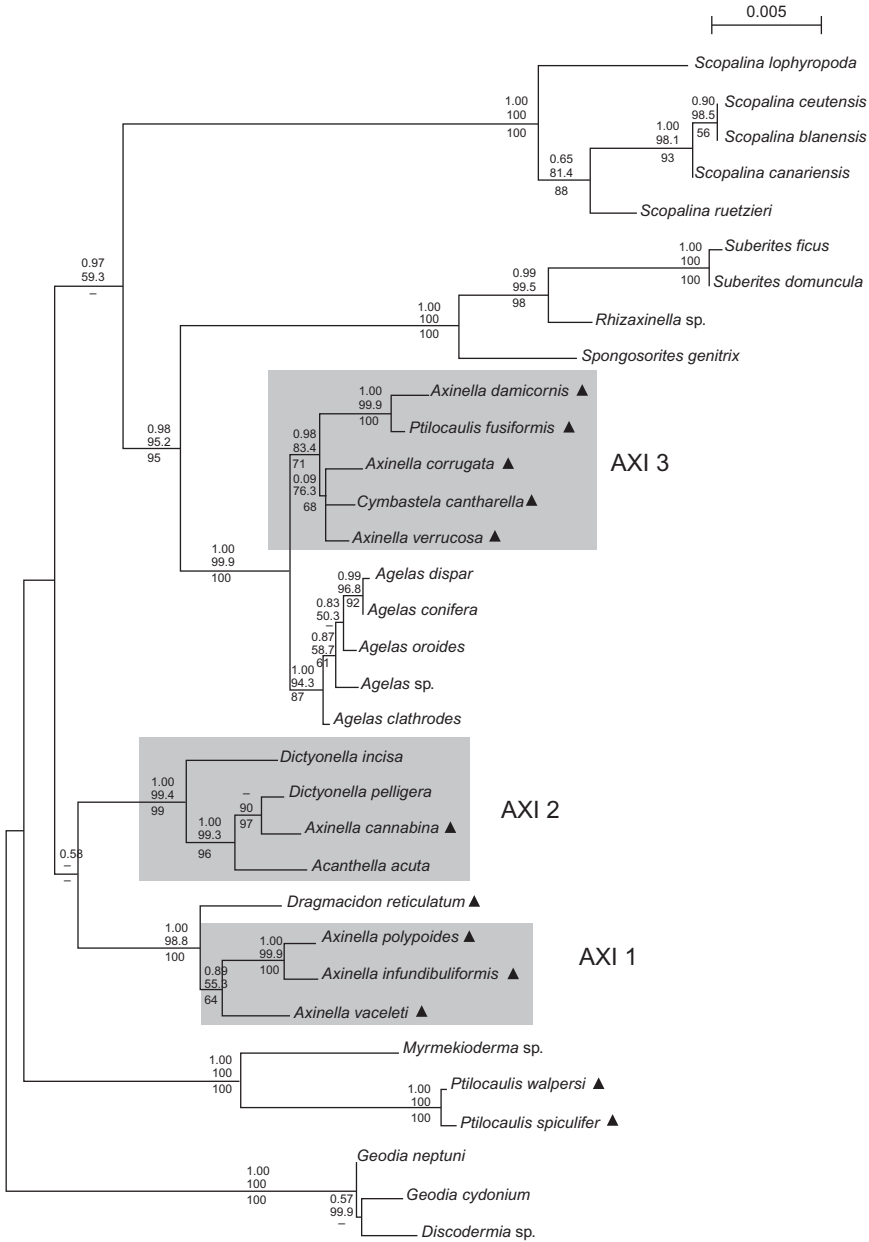 0.005
Scopalina lophyropoda
1.00
100
100
0.90
98.5
56
Scopalina ceutensis
Scopalina blanensis
1.00
98.1
93
Scopalina canariensis
0.65
81.4
88
Scopalina ruetzieri
0.97
59.3
–
1.00
100
100
Suberites ficus
Suberites domuncula
0.99
99.5
98
Rhizaxinella sp.
1.00
100
100
Spongosorites genitrix
1.00
99.9
100
Axinella damicornis ▲
Ptilocaulis fusiformis ▲
0.98
95.2
95
0.98
83.4
71
AXI 3
Axinella corrugata ▲
0.09
76.3
68
Cymbastela cantharella ▲
Axinella verrucosa ▲
1.00
99.9
100
0.99
96.8
92
Agelas dispar
Agelas conifera
0.83
50.3
–
Agelas oroides
0.87
58.7
61
Agelas sp.
1.00
94.3
87
Agelas clathrodes
Dictyonella incisa
1.00
99.4
99
–
90
97
Dictyonella pelligera
AXI 2
1.00
99.3
96
Axinella cannabina ▲
Acanthella acuta
0.58
–
–
Dragmacidon reticulatum ▲
1.00
98.8
100
1.00
99.9
100
Axinella polypoides ▲
AXI 1
Axinella infundibuliformis ▲
0.89
55.3
64
Axinella vaceleti ▲
Myrmekioderma sp.
1.00
100
100
1.00
100
100
Ptilocaulis walpersi ▲
Ptilocaulis spiculifer ▲
Geodia neptuni
1.00
100
100
0.57
99.9
–
Geodia cydonium
Discodermia sp.